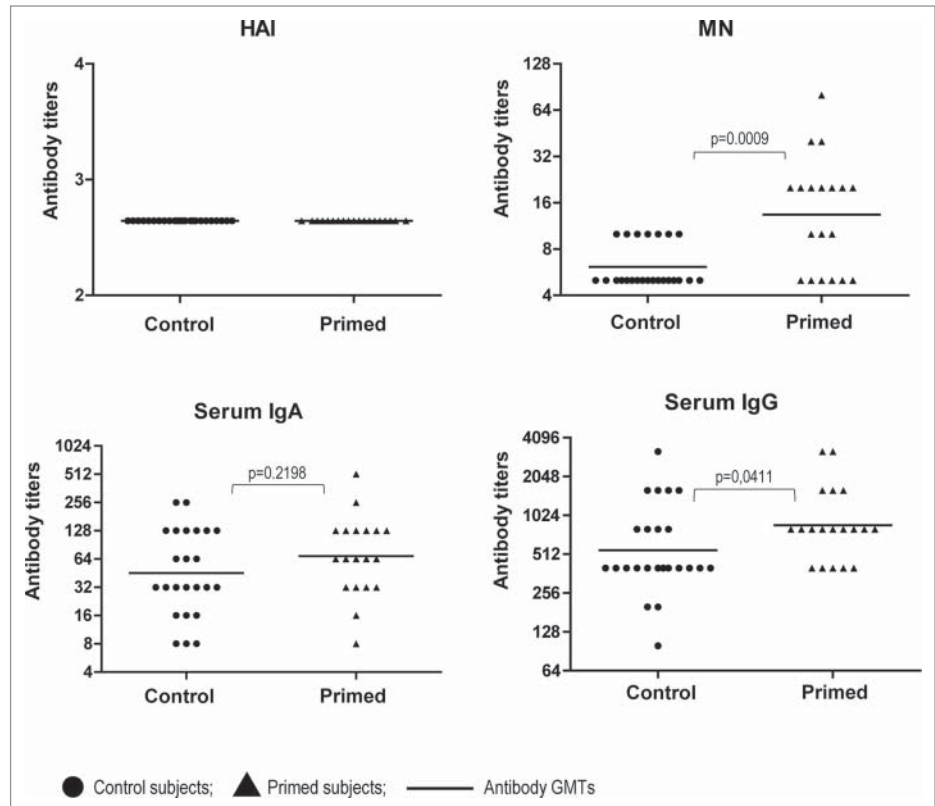 HAI
Antibody titers
4
3
2
Control Primed
MN
Antibody titers
128
64
32
16
8
4
p=0.0009
Control Primed
Serum IgA
Antibody titers
1024
512
256
128
64
32
16
8
4
p=0.2198
Control Primed
Serum IgG
Antibody titers
4096
2048
1024
512
256
128
64
p=0,0411
Control Primed
Control subjects; Primed subjects; Antibody GMTs